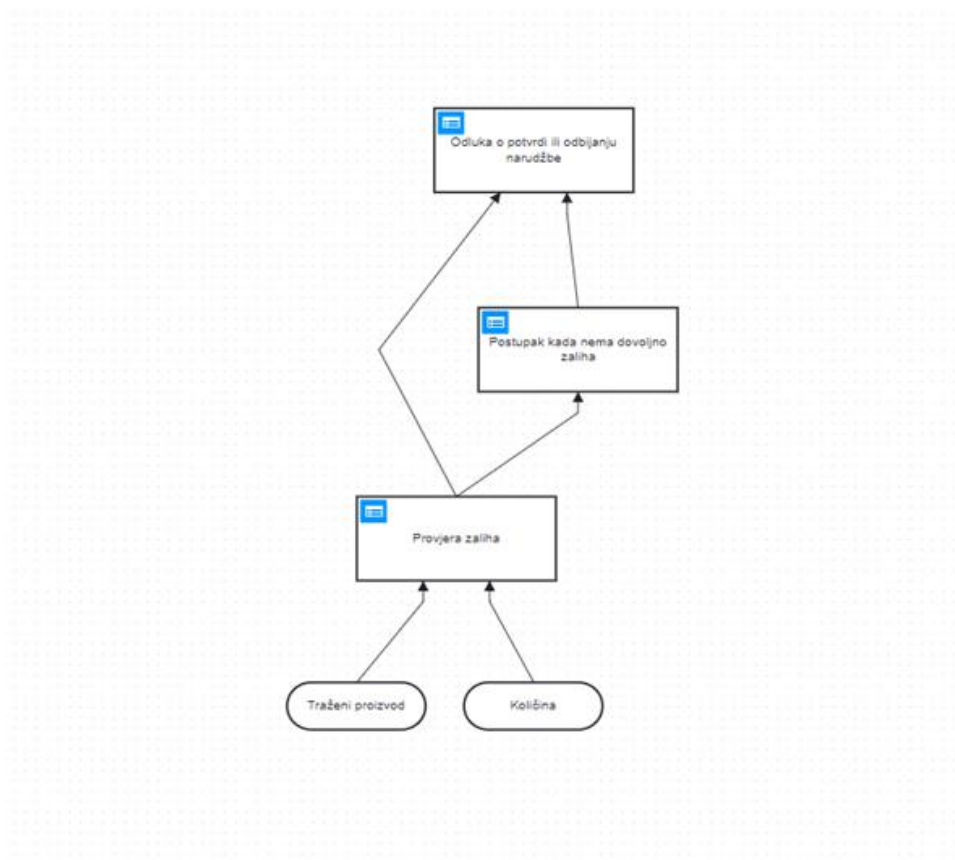 Odluka o potvrdi ili odbijanju
narudžbe
Postupak kada nema dovoljno
zaliha
Provjera zaliha
Traženi proizvod
Količina